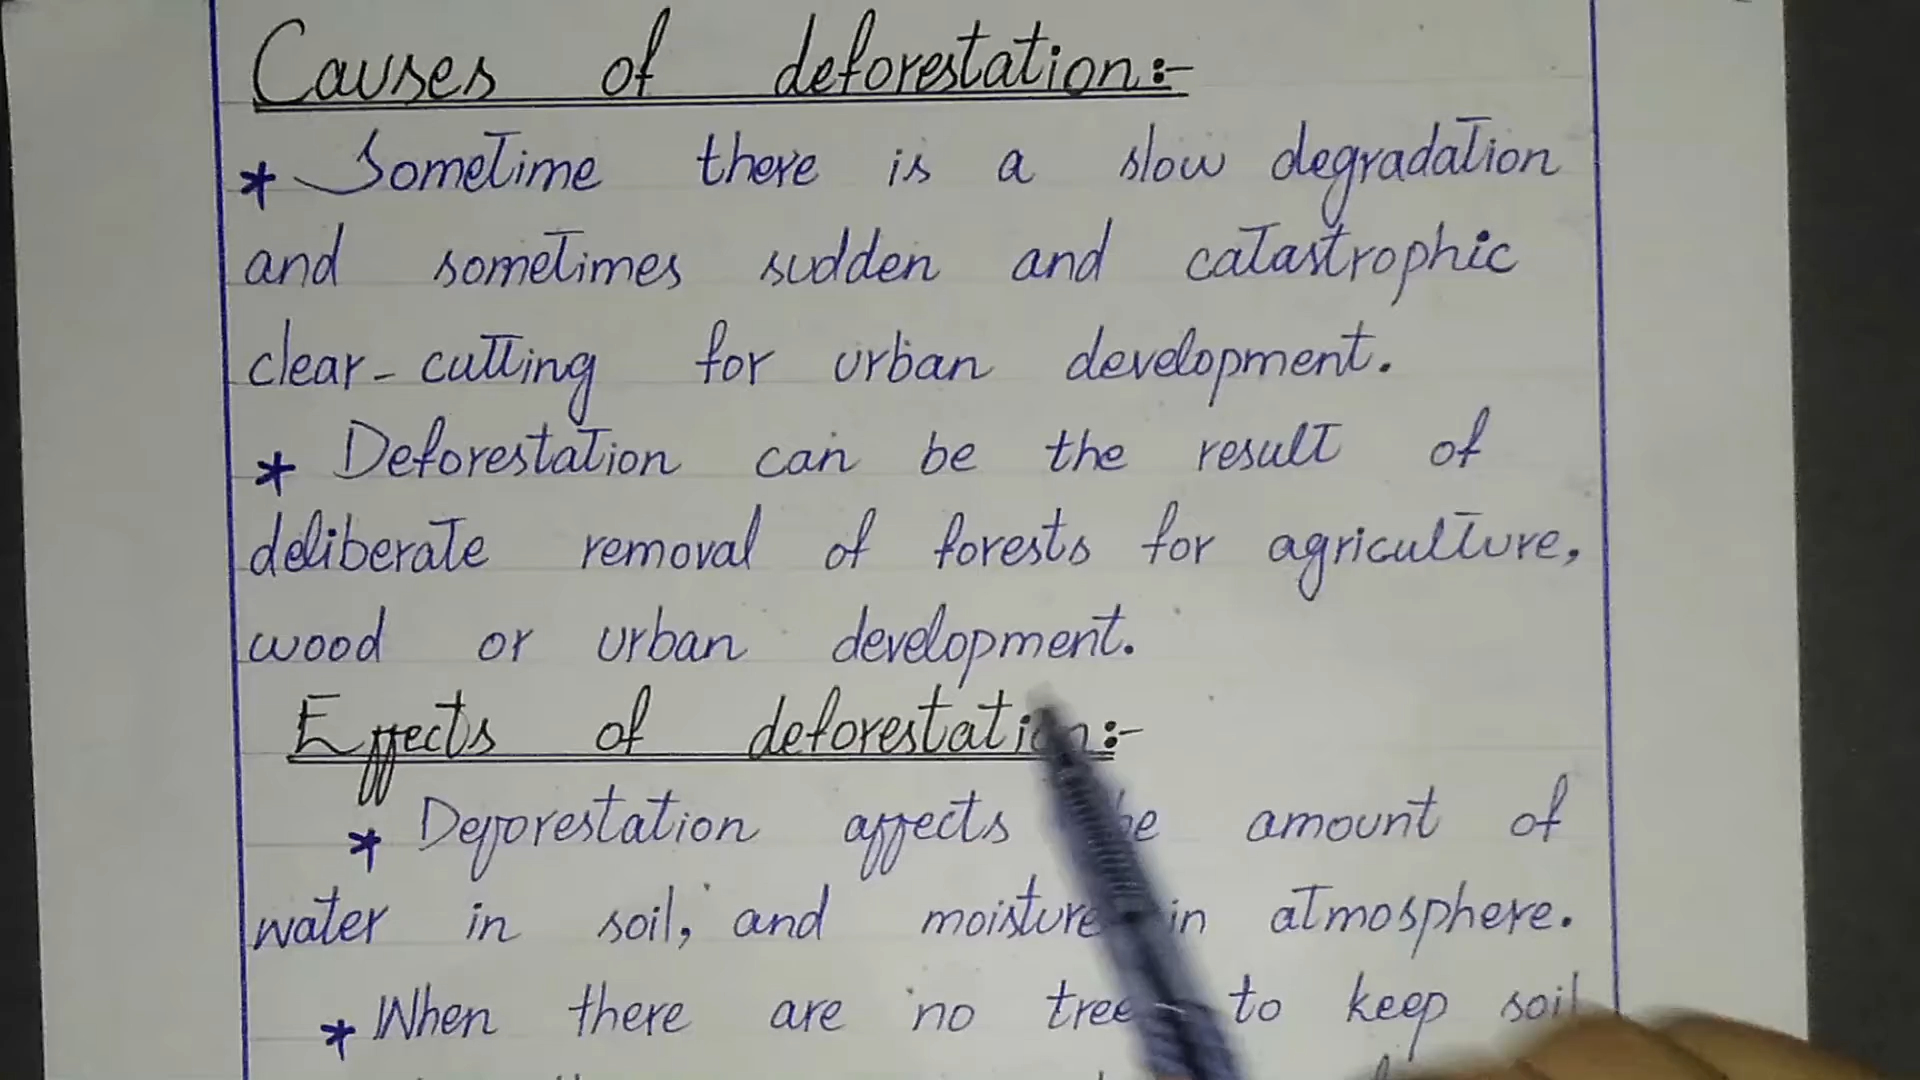 Causes of deforestation:-
* Sometime there is a slow degradation
and sometimes sudden and catastrophic
clear-cutting for urban development.
* Deforestation can be the result of
deliberate removal of forests for agriculture,
wood or urban development.
Effects of deforestation:-
* Deforestation affects the amount of
water in soil, and moisture in atmosphere.
* When there are no tree to keep soil